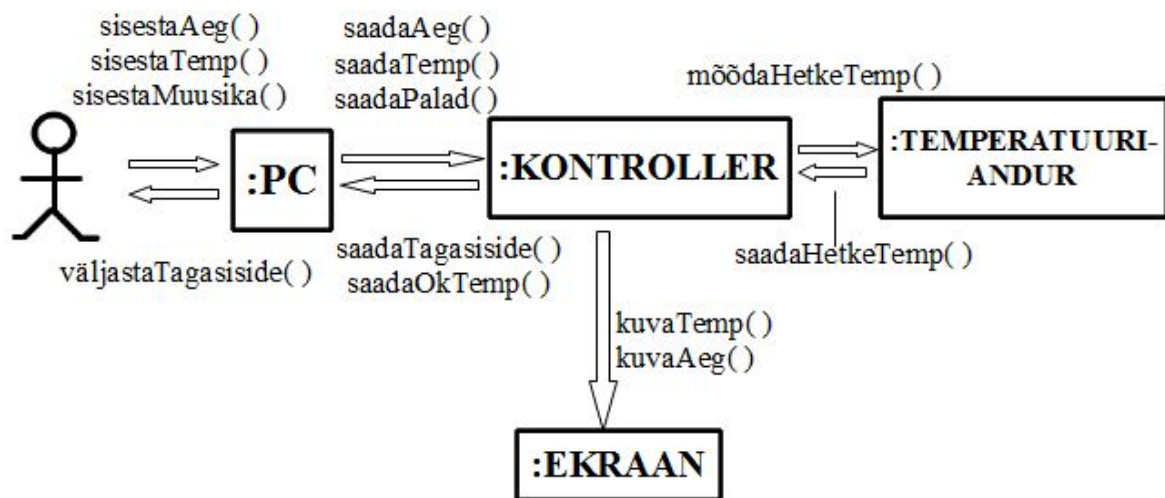 sisestaAeg( )
sisestaTemp( )
sisestaMuusika( )
saadaAeg( )
saadaTemp( )
saadaPalad( )
mõõdaHetkeTemp( )
:PC
:KONTROLLER
:TEMPERATUURI-
ANDUR
väljastaTagasiside( )
saadaTagasiside( )
saadaOkTemp( )
saadaHetkeTemp( )
kuvaTemp( )
kuvaAeg( )
:EKRAAN